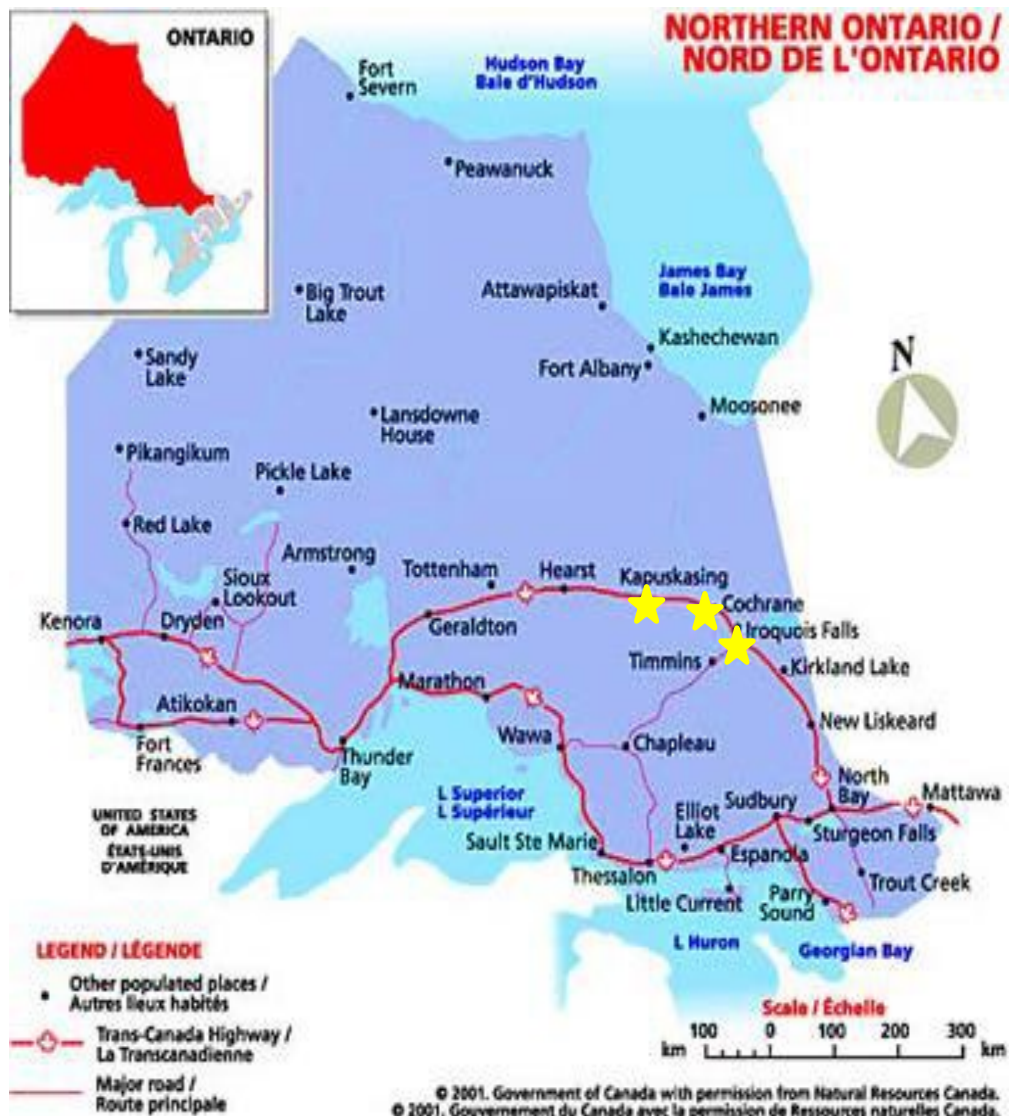 NORTHERN ONTARIO /
NORD DE L'ONTARIO
ONTARIO
Hudson Bay
Baie d'Hudson
Fort
Severn
Peawanuck
James Bay
Baie James
Big Trout
Lake
Attawapiskat
Kashechewan
Fort Albany
Sandy
Lake
N
Moosonee
Lansdowne
House
Pikangikum
Pickle Lake
Red Lake
Armstrong
Sioux
Lookout
Tottenham
Hearst
Kapuskasing
Cochrane
Geraldton
Iroquois Falls
Kenora
Dryden
Timmins
Kirkland Lake
Marathon
Atikokan
New Liskeard
Wawa
Chapleau
Fort
Frances
Thunder
Bay
North
Bay
Mattawa
L Superior
L Supérieur
Elliot
Lake
Sudbury
Sturgeon Falls
UNITED STATES
OF AMERICA
ÉTATS-UNIS
D'AMÉRIQUE
Sault Ste Marie
Espanola
Thessalon
Trout Creek
Little Current
Parry
Sound
L Huron
Georgian Bay
LEGEND / LÉGENDE
Other populated places /
Autres lieux habités
Trans-Canada Highway /
La Transcanadienne
Major road /
Route principale
Scale / Échelle
100 0 100 200 300
km km
© 2001. Government of Canada with permission from Natural Resources Canada.
© 2001. Gouvernement du Canada avec la permission de Ressources naturelles Canada.